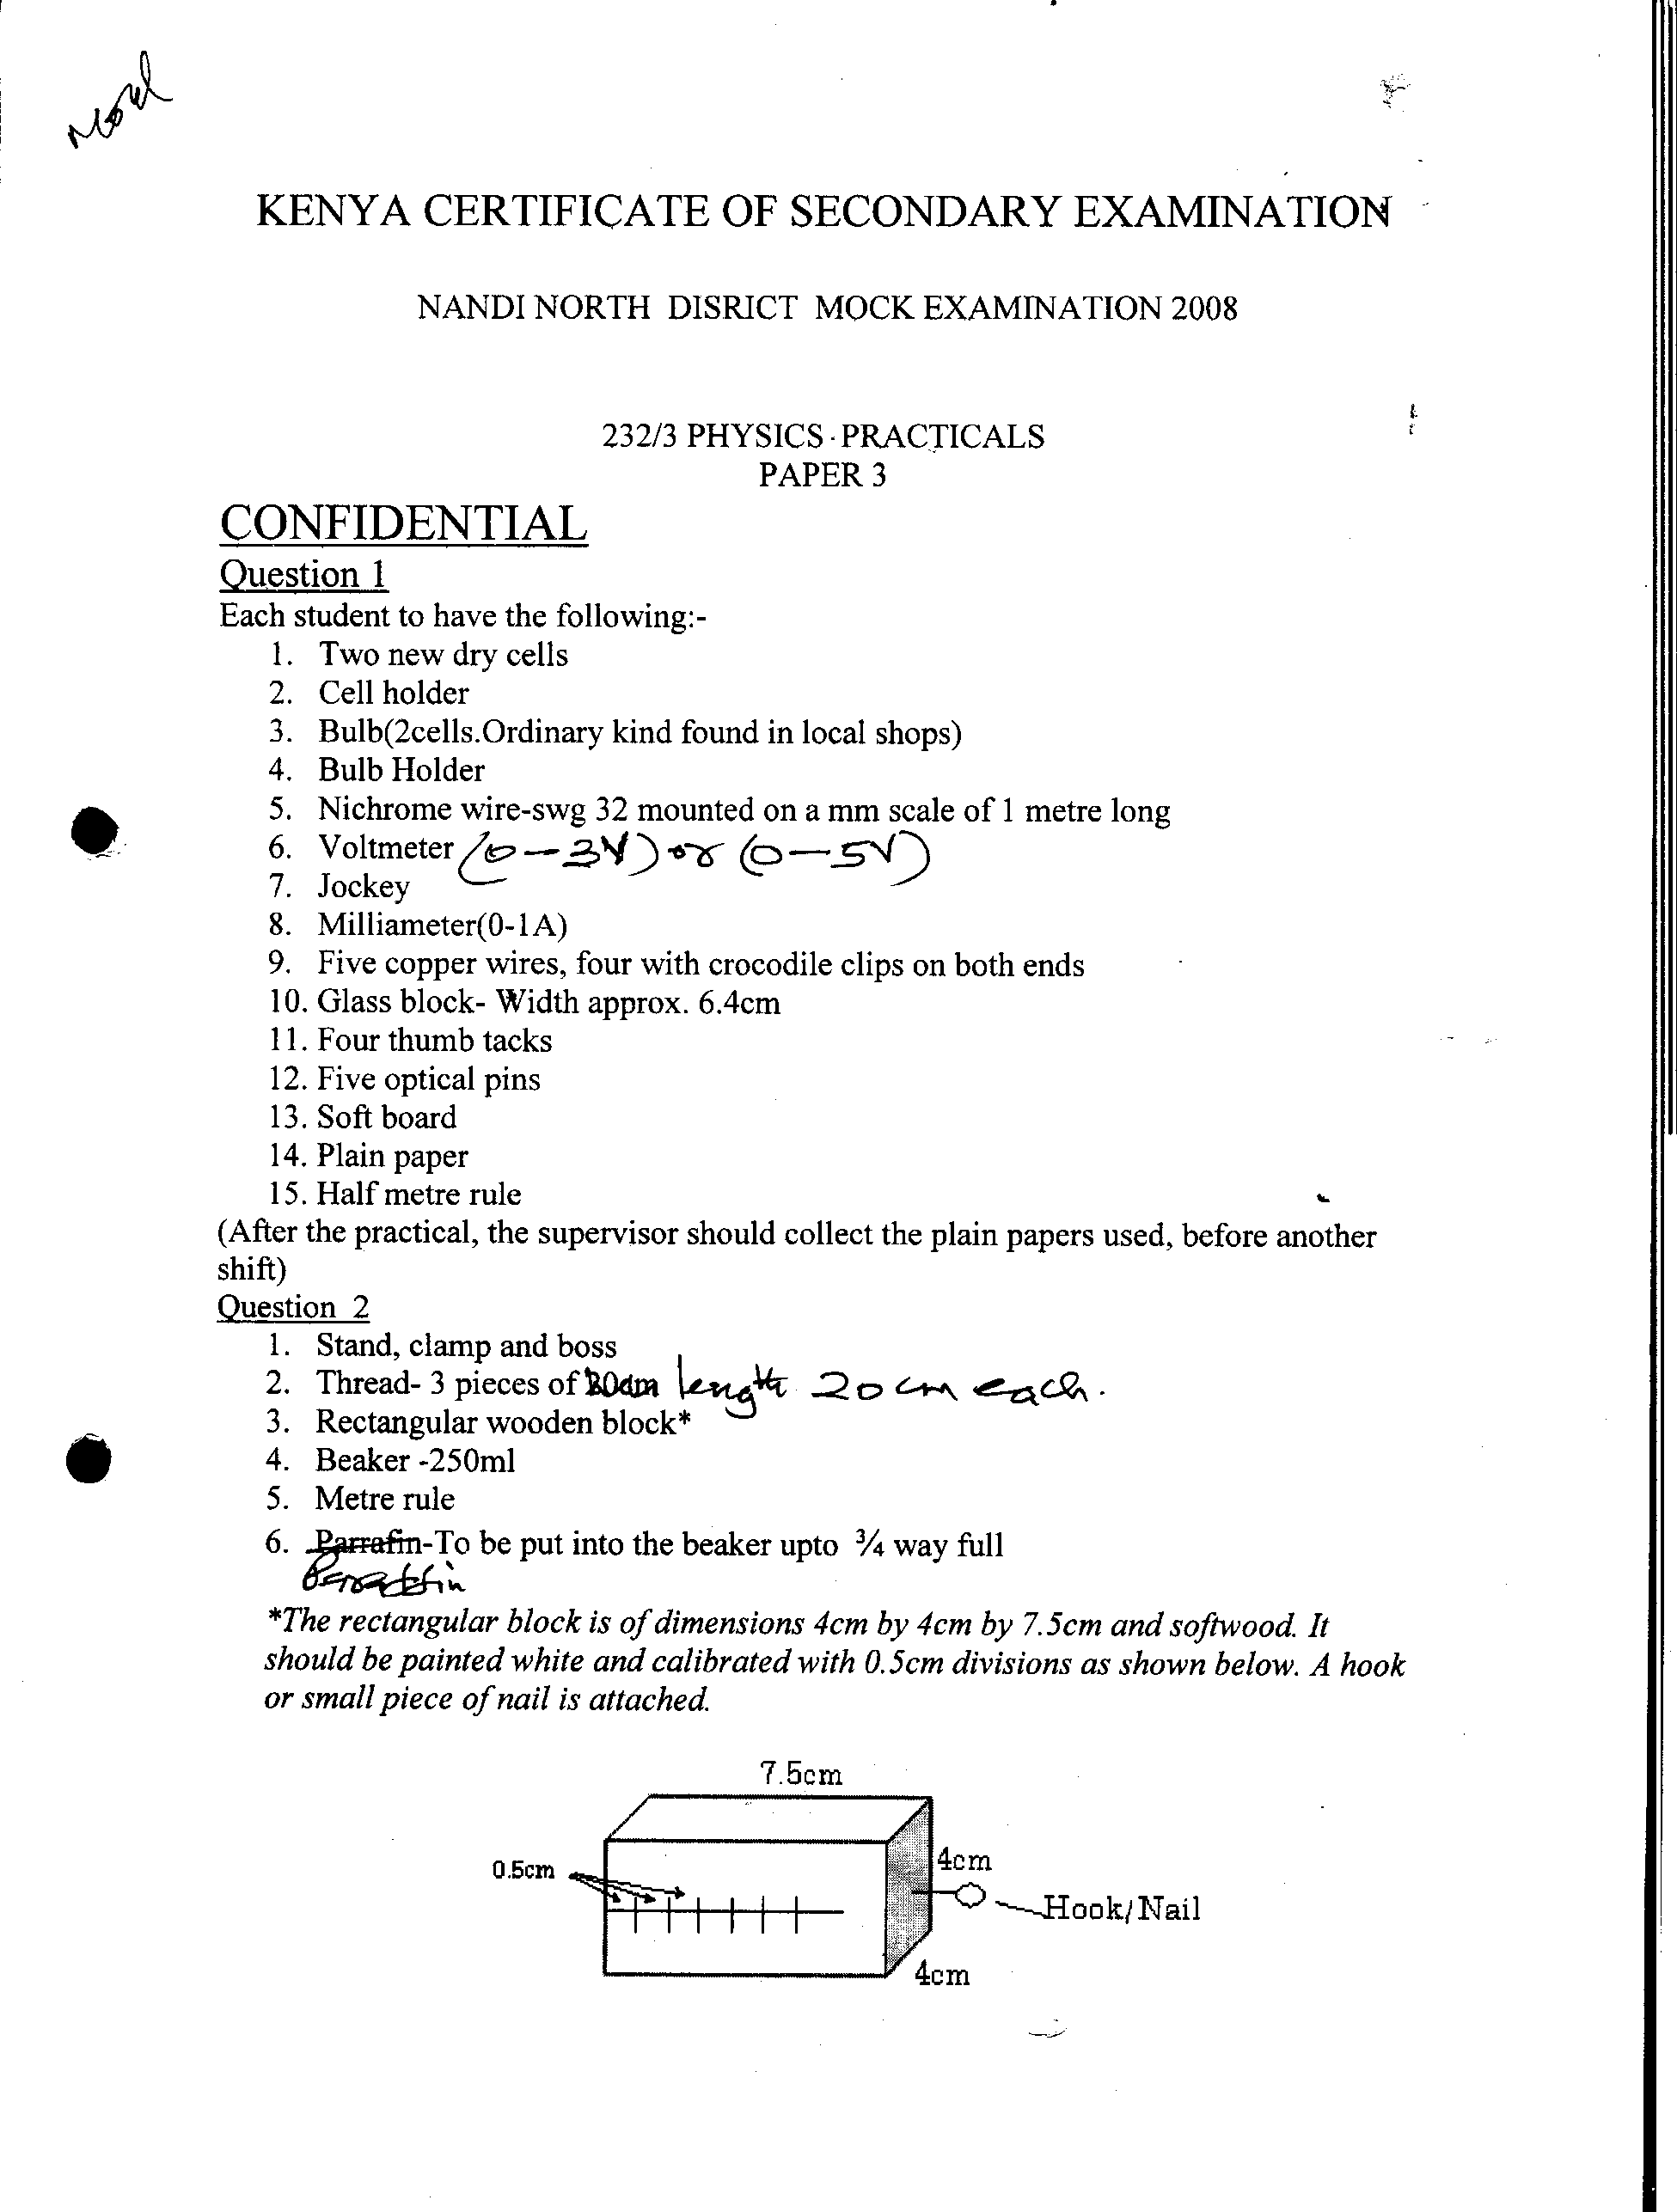 KENYA CERTIFICATE OF SECONDARY EXAMINATION
NANDI NORTH DISRICT MOCK EXAMINATION 2008
232/3 PHYSICS - PRACTICALS
PAPER 3
CONFIDENTIAL
Question 1
Each student to have the following:-
1. Two new dry cells
2. Cell holder
3. Bulb(2cells.Ordinary kind found in local shops)
4. Bulb Holder
5. Nichrome wire-swg 32 mounted on a mm scale of 1 metre long
6. Voltmeter (0-3V) or (0-5V)
7. Jockey
8. Milliameter(0-1A)
9. Five copper wires, four with crocodile clips on both ends
10. Glass block- Width approx. 6.4cm
11. Four thumb tacks
12. Five optical pins
13. Soft board
14. Plain paper
15. Half metre rule
(After the practical, the supervisor should collect the plain papers used, before another
shift)
Question 2
1. Stand, clamp and boss
2. Thread- 3 pieces of length 20cm each.
3. Rectangular wooden block*
4. Beaker -250ml
5. Metre rule
6. Parrafin-To be put into the beaker upto ¾ way full
*The rectangular block is of dimensions 4cm by 4cm by 7.5cm and softwood. It
should be painted white and calibrated with 0.5cm divisions as shown below. A hook
or small piece of nail is attached.
7.5cm
4cm
0.5cm
Hook/Nail
4cm